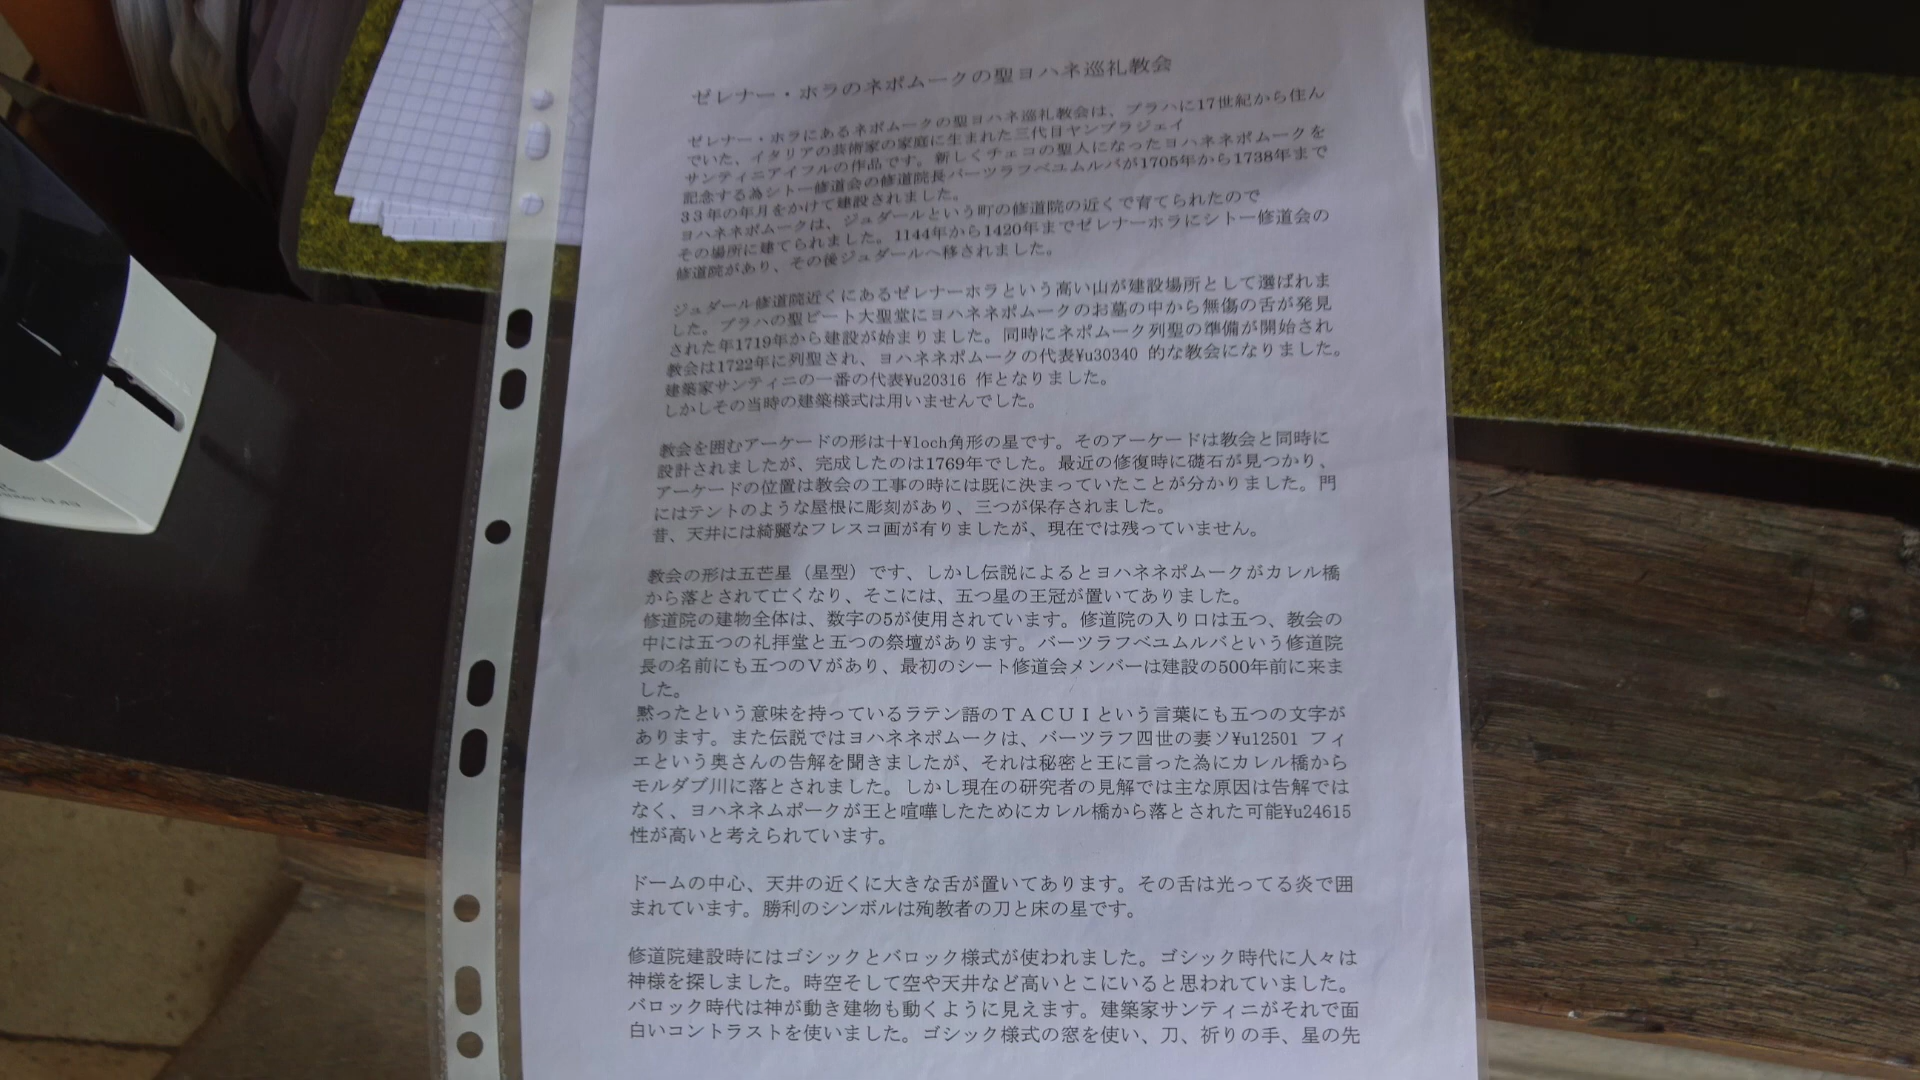 ゼレナー・ホラのネポムークの聖ヨハネ巡礼教会
ゼレナー・ホラにあるネポムークの聖ヨハネ巡礼教会は、プラハに17世紀から住ん
でいた、イタリアの芸術家の家庭に生まれた三代目ヤンブラジェイ
サンティニアイフルの作品です。新しくチェコの聖人になったヨハネネポムークを
記念する為シトー修道会の修道院長バーツラフベユムルバが1705年から1738年まで
33年の年月をかけて建設されました。
ヨハネネポムークは、ジュダールという町の修道院の近くで育てられたので
その場所に建てられました。1144年から1420年までゼレナーホラにシトー修道会の
修道院があり、その後ジュダールへ移されました。
ジュダール修道院近くにあるゼレナーホラという高い山が建設場所として選ばれま
した。プラハの聖ビート大聖堂にヨハネネポムークのお墓の中から無傷の舌が発見
された年1719年から建設が始まりました。同時にネポムーク列聖の準備が開始され
教会は1722年に列聖され、ヨハネネポムークの代表¥u30340 的な教会になりました。
建築家サンティニの一番の代表¥u20316 作となりました。
しかしその当時の建築様式は用いませんでした。
教会を囲むアーケードの形は十¥loch角形の星です。そのアーケードは教会と同時に
設計されましたが、完成したのは1769年でした。最近の修復時に礎石が見つかり、
アーケードの位置は教会の工事の時には既に決まっていたことが分かりました。門
にはテントのような屋根に彫刻があり、三つが保存されました。
昔、天井には綺麗なフレスコ画が有りましたが、現在では残っていません。
教会の形は五芒星（星型）です、しかし伝説によるとヨハネネポムークがカレル橋
から落とされて亡くなり、そこには、五つ星の王冠が置いてありました。
修道院の建物全体は、数字の5が使用されています。修道院の入り口は五つ、教会の
中には五つの礼拝堂と五つの祭壇があります。バーツラフベユムルバという修道院
長の名前にも五つのＶがあり、最初のシート修道会メンバーは建設の500年前に来ま
した。
黙ったという意味を持っているラテン語のＴＡＣＵＩという言葉にも五つの文字が
あります。また伝説ではヨハネネポムークは、バーツラフ四世の妻ソ¥u12501 フィ
エという奥さんの告解を聞きましたが、それは秘密と王に言った為にカレル橋から
モルダブ川に落とされました。しかし現在の研究者の見解では主な原因は告解では
なく、ヨハネネムポークが王と喧嘩したためにカレル橋から落とされた可能¥u24615
性が高いと考えられています。
ドームの中心、天井の近くに大きな舌が置いてあります。その舌は光ってる炎で囲
まれています。勝利のシンボルは殉教者の刀と床の星です。
修道院建設時にはゴシックとバロック様式が使われました。ゴシック時代に人々は
神様を探しました。時空そして空や天井など高いとこにいると思われていました。
バロック時代は神が動き建物も動くように見えます。建築家サンティニがそれで面
白いコントラストを使いました。ゴシック様式の窓を使い、刀、祈りの手、星の先